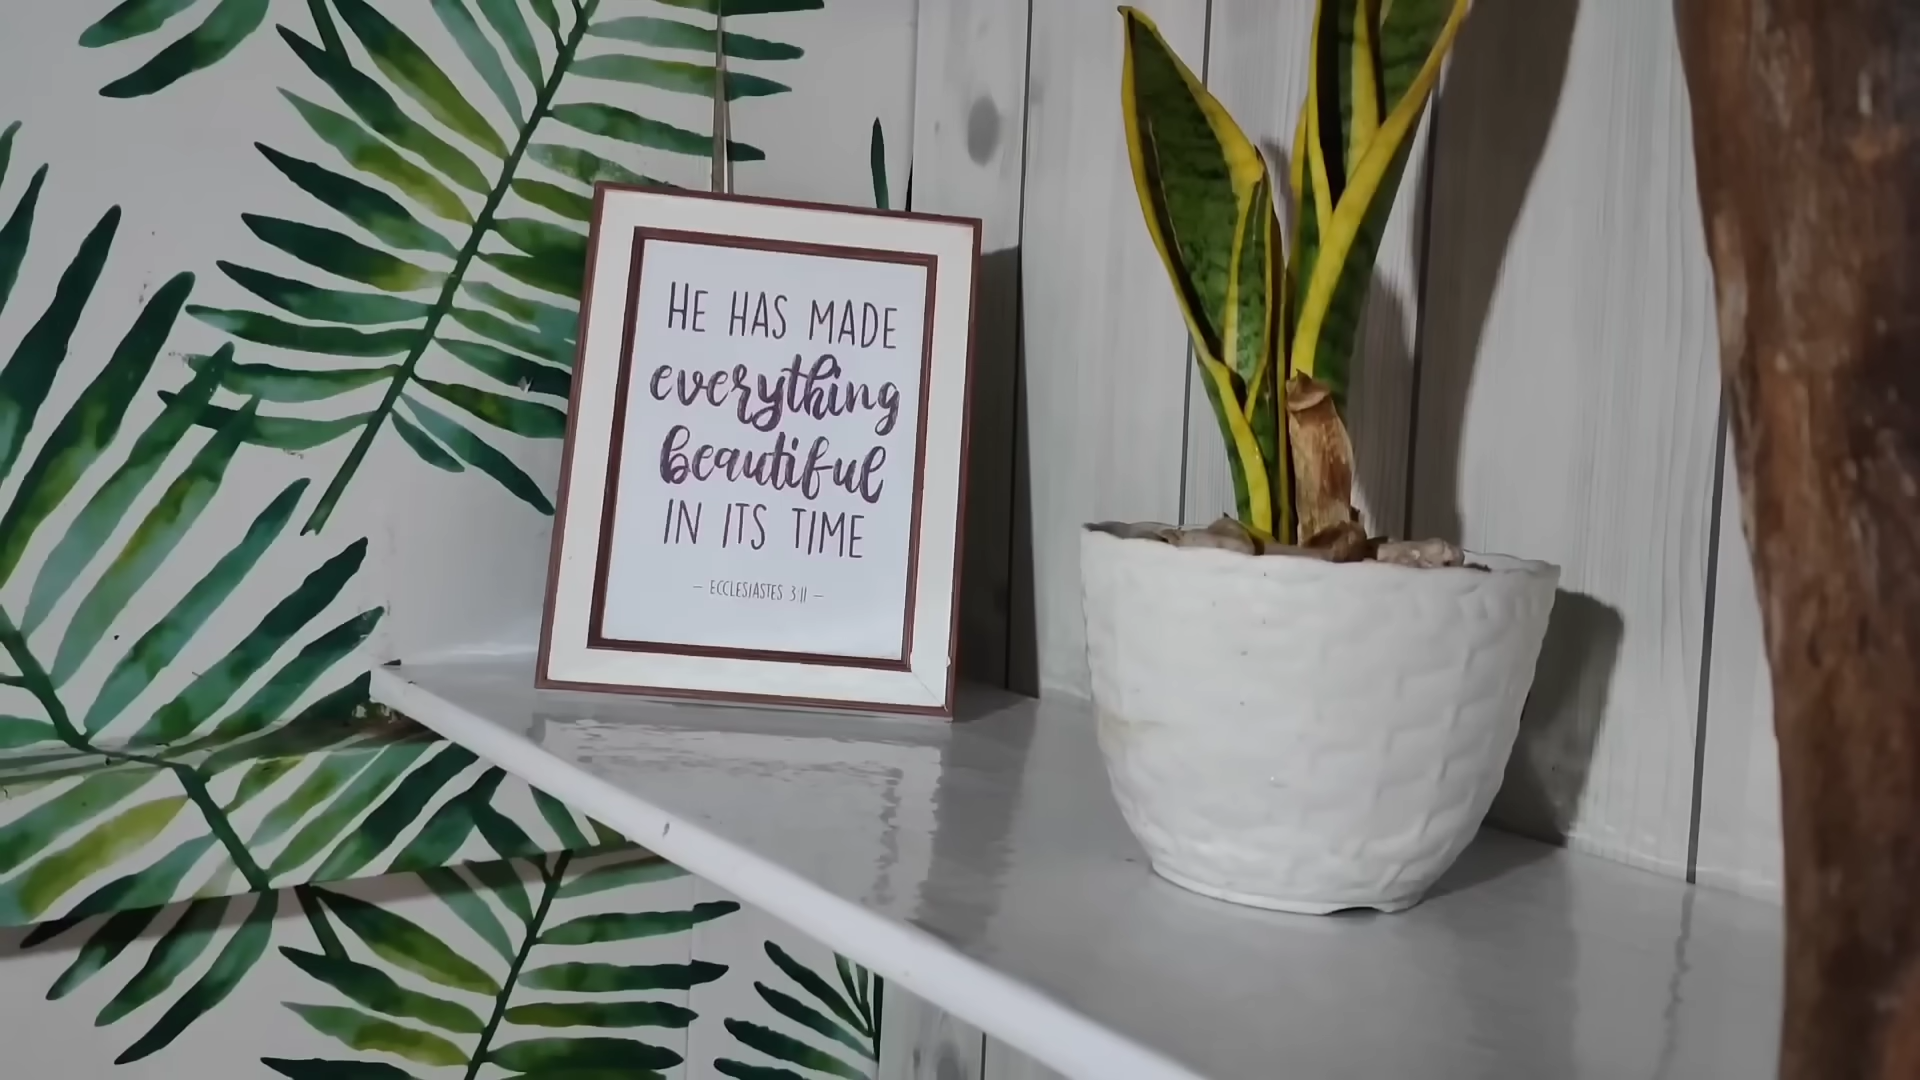 HE HAS MADE
everything
beautiful
IN ITS TIME
– ECCLESIASTES 3:11 –